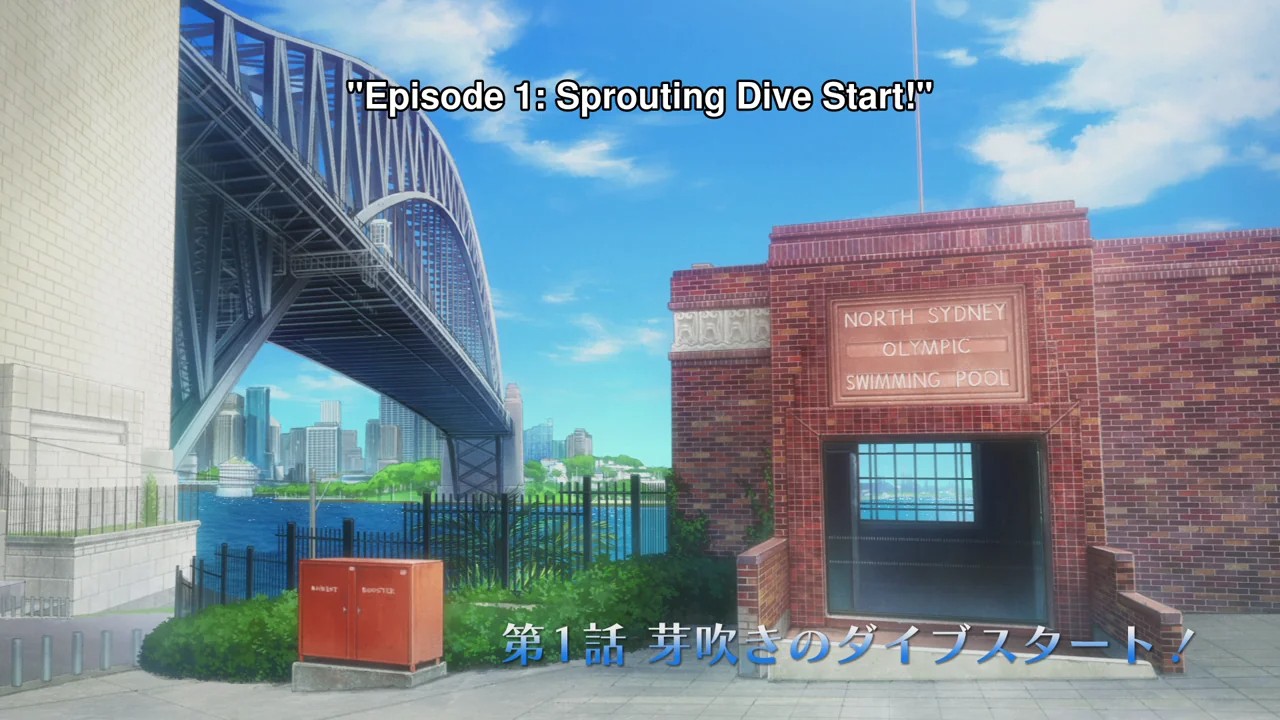 "Episode 1: Sprouting Dive Start!"
NORTH SYDNEY
OLYMPIC
SWIMMING POOL
第1話 芽吹きのダイブスタート!